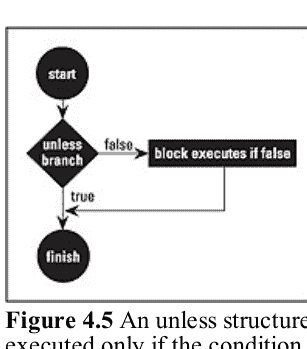 start
unless
branch
false
block executes if false
true
finish
Figure 4.5 An unless structure
executed only if the condition